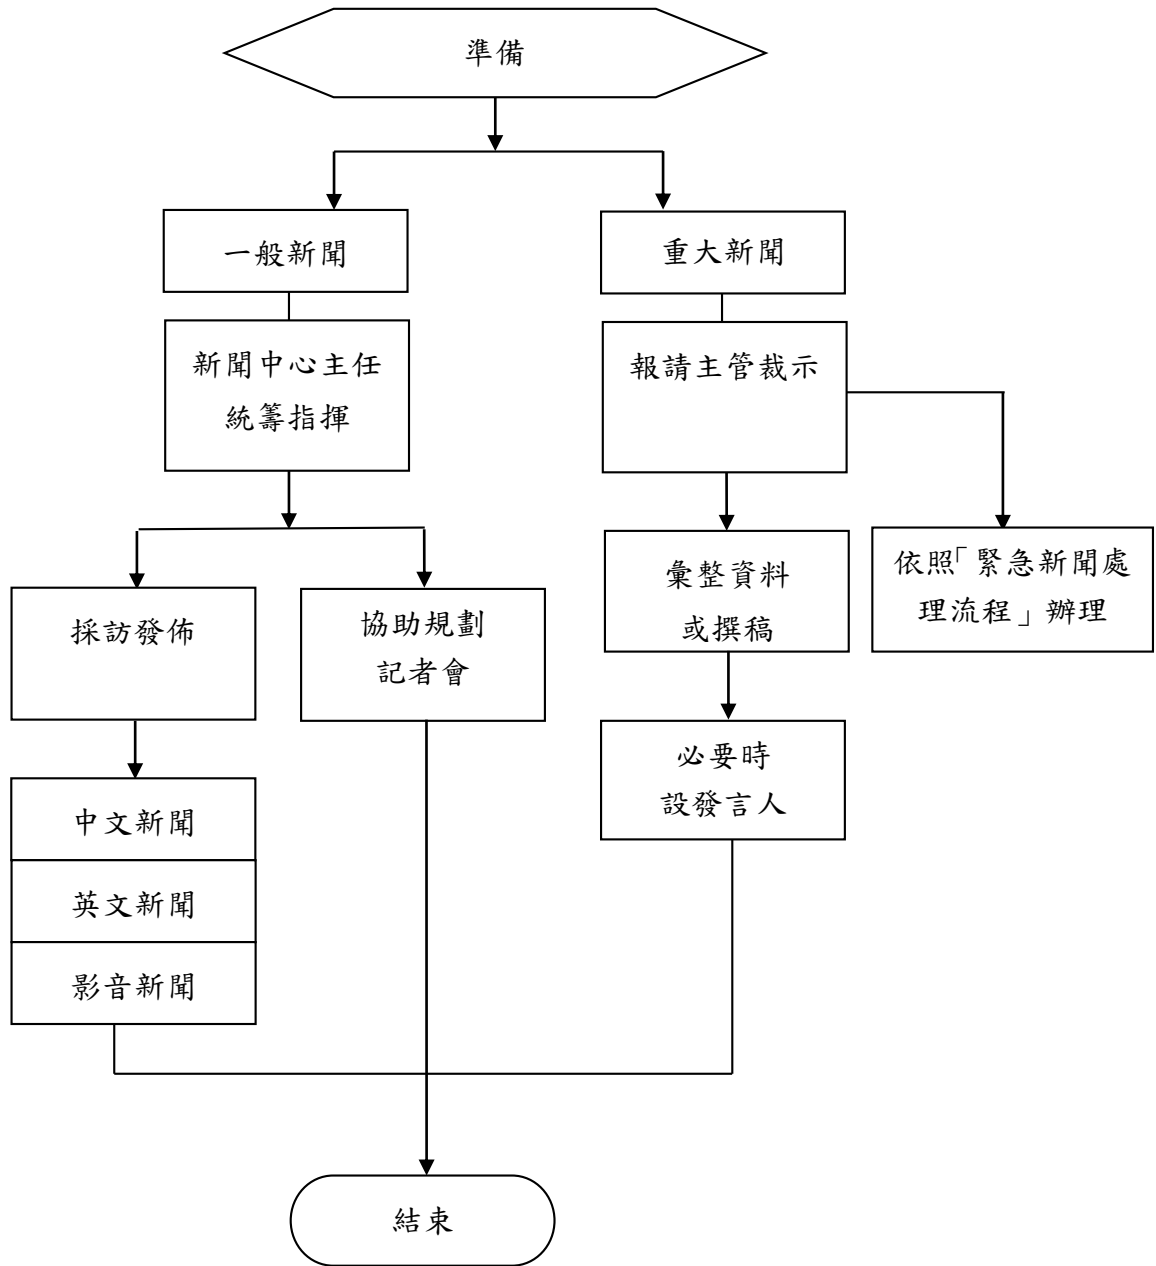 準備
一般新聞
重大新聞
新聞中心主任
統籌指揮
報請主管裁示
採訪發佈
協助規劃
記者會
彙整資料
或撰稿
依照「緊急新聞處
理流程」辦理
中文新聞
英文新聞
影音新聞
必要時
設發言人
結束